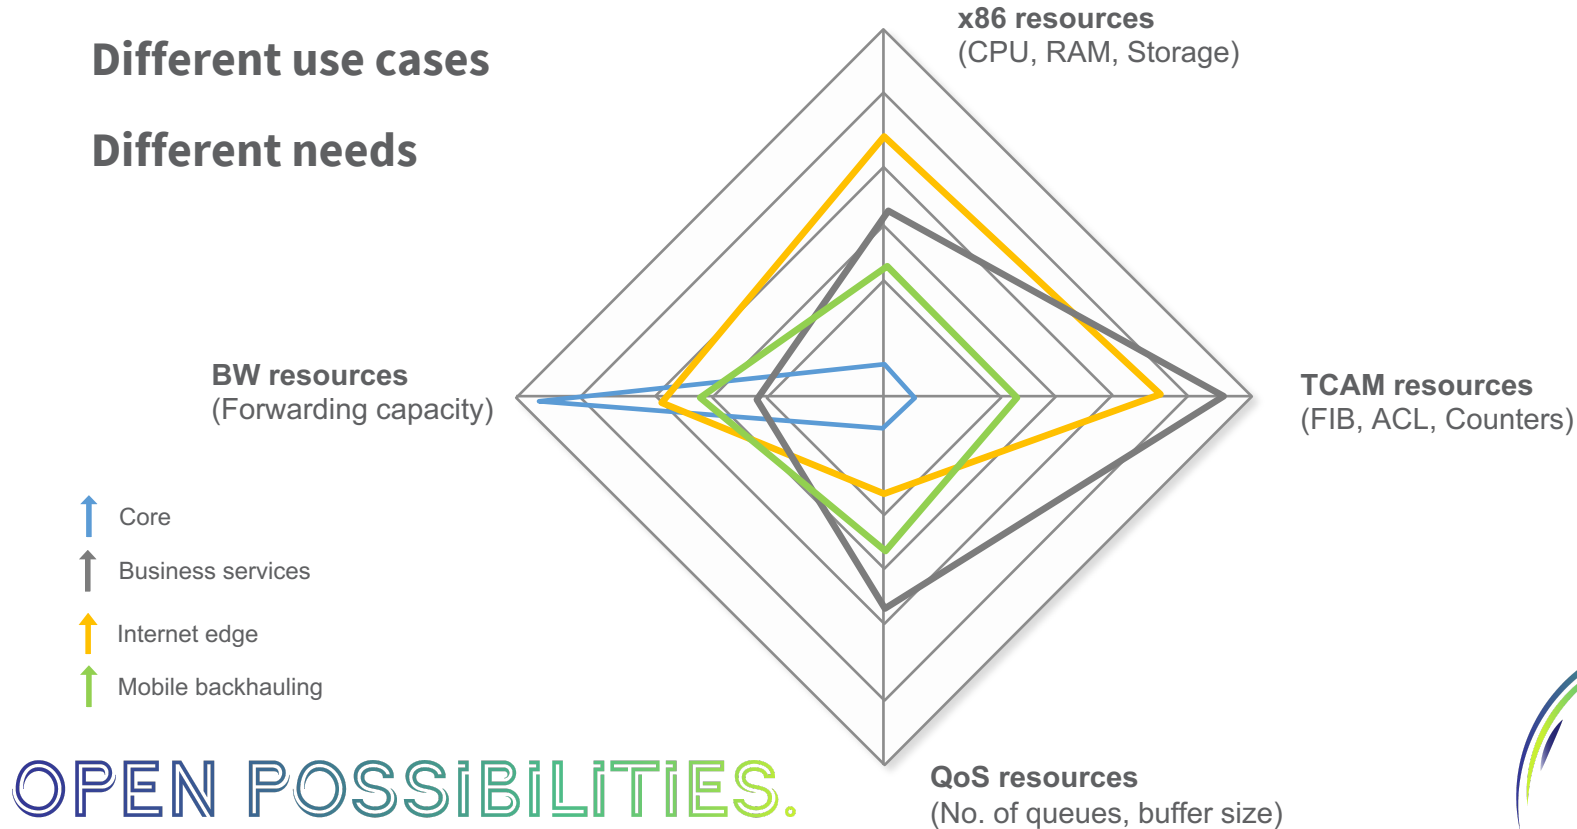 Different use cases
Different needs
x86 resources
(CPU, RAM, Storage)
BW resources
(Forwarding capacity)
TCAM resources
(FIB, ACL, Counters)
Core
Business services
Internet edge
Mobile backhauling
QoS resources
(No. of queues, buffer size)
OPEN POSSIBILITIES.